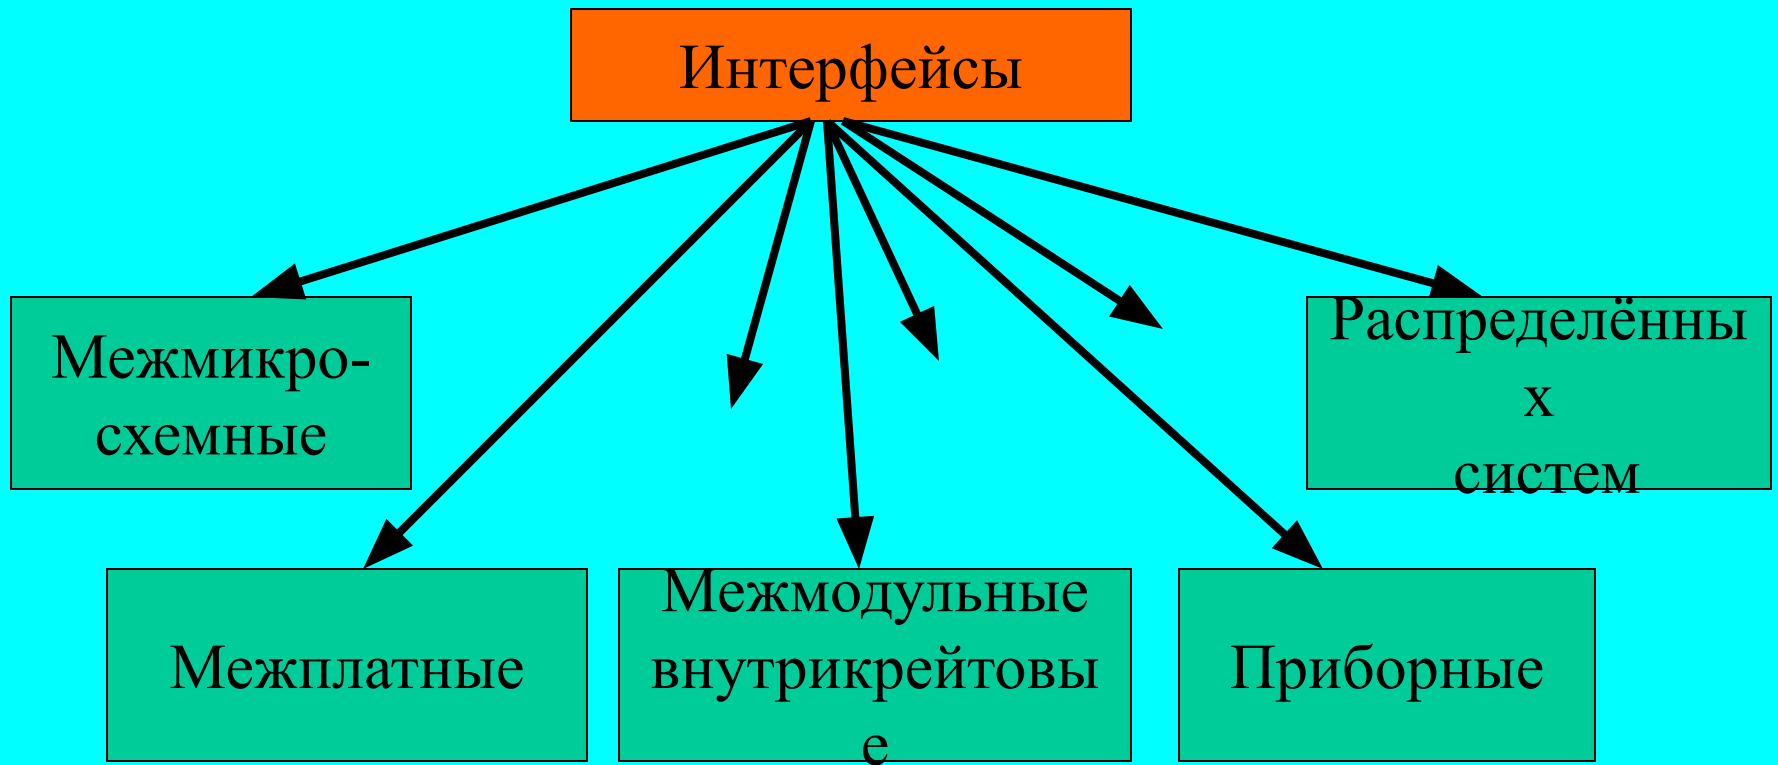 Интерфейсы
Межмикро-
схемные
Распределённы
х
систем
Межплатные
Межмодульные
внутрикрейтовы
е
Приборные